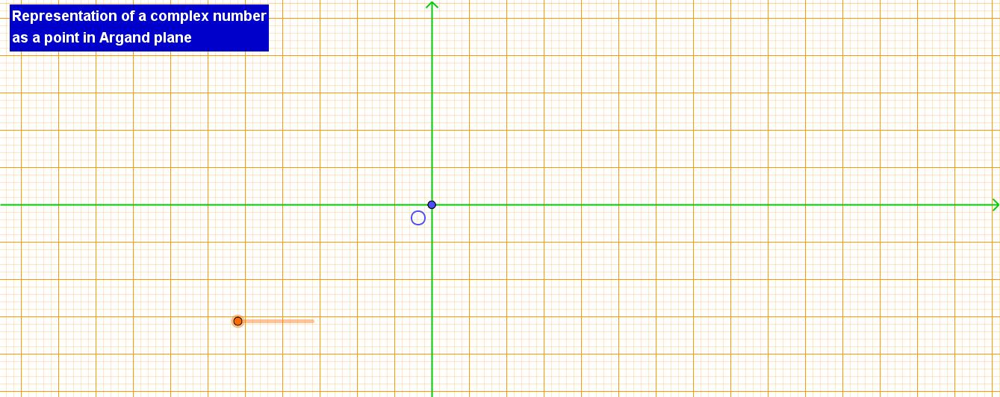 Representation of a complex number
as a point in Argand plane
O